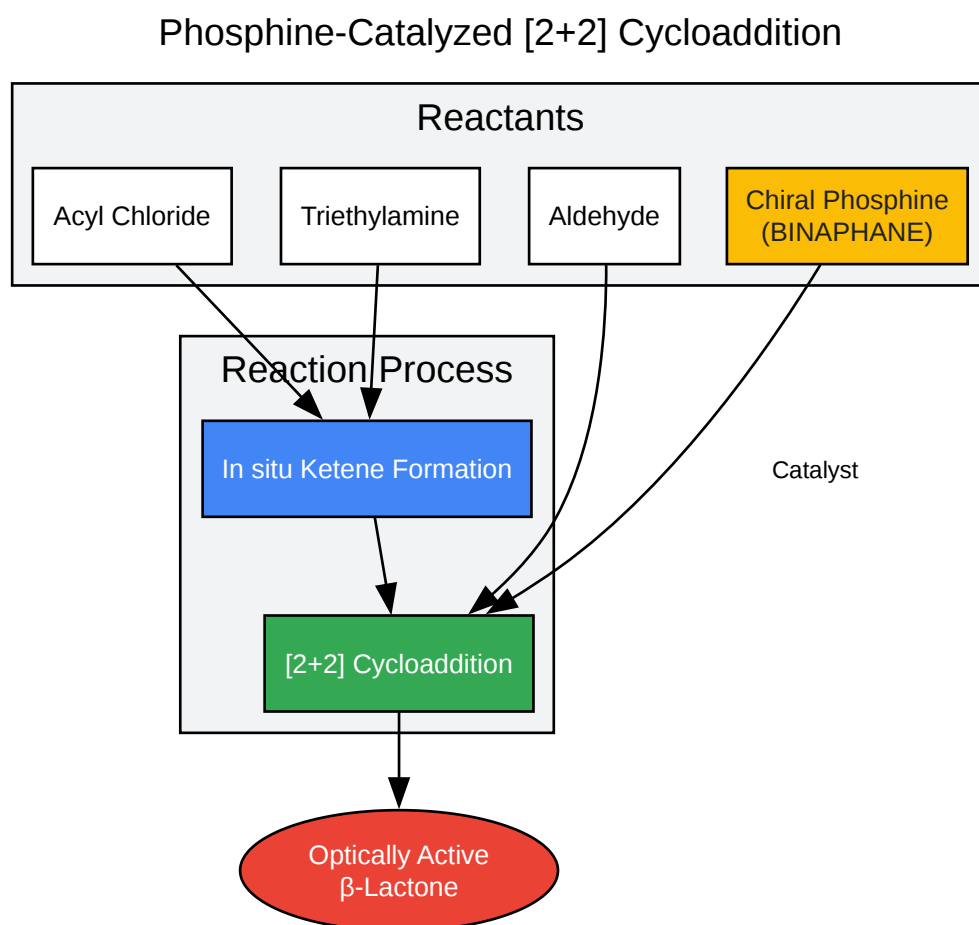 Phosphine-Catalyzed [2+2] Cycloaddition
Reactants
Acyl Chloride
Triethylamine
Aldehyde
Chiral Phosphine
(BINAPHANE)
Reaction Process
In situ Ketene Formation
Catalyst
[2+2] Cycloaddition
Optically Active
β-Lactone